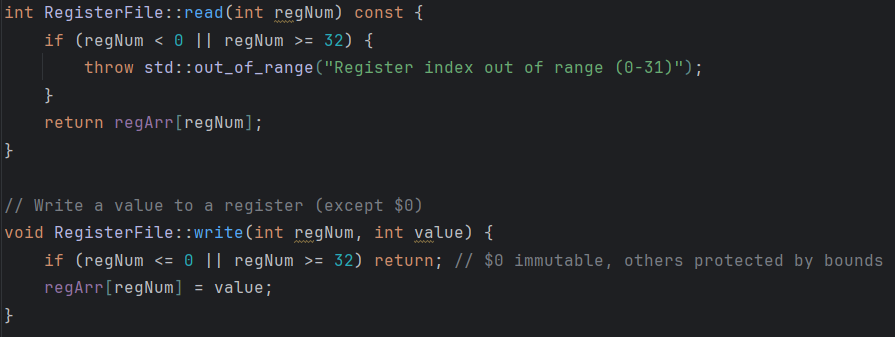 int RegisterFile::read(int regNum) const {
    if (regNum < 0 || regNum >= 32) {
        throw std::out_of_range("Register index out of range (0-31)");
    }
    return regArr[regNum];
}

// Write a value to a register (except $0)
void RegisterFile::write(int regNum, int value) {
    if (regNum <= 0 || regNum >= 32) return; // $0 immutable, others protected by bounds
    regArr[regNum] = value;
}